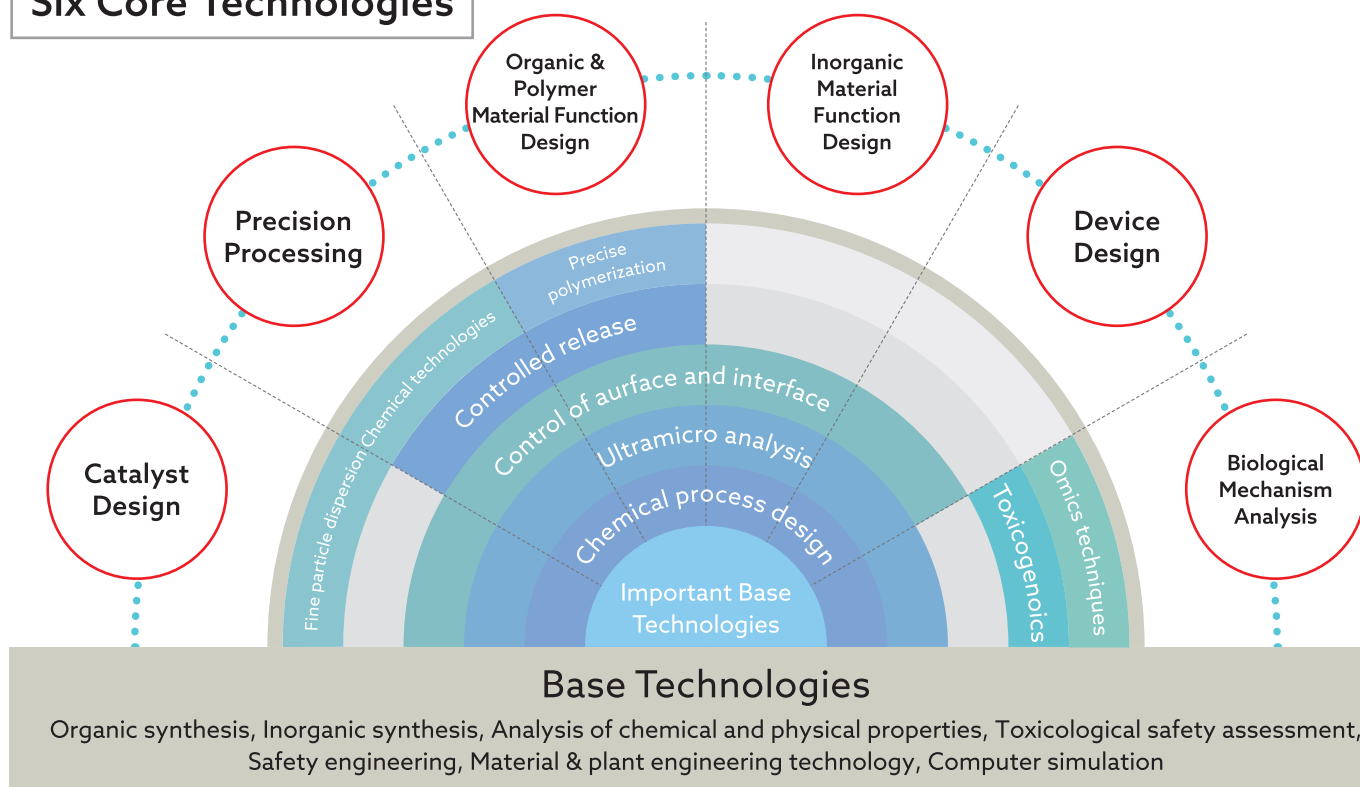 Six Core Technologies
Organic &
Polymer
Material Function
Design
Inorganic
Material
Function
Design
Precision
Processing
Device
Design
Catalyst
Design
Biological
Mechanism
Analysis
Precise
polymerization
Fine particle dispersion Chemical technologies
Controlled release
Control of aurface and interface
Ultramicro analysis
Chemical process design
Toxicogenoics
Omics techniques
Important Base
Technologies
Base Technologies
Organic synthesis, Inorganic synthesis, Analysis of chemical and physical properties, Toxicological safety assessment,
Safety engineering, Material & plant engineering technology, Computer simulation